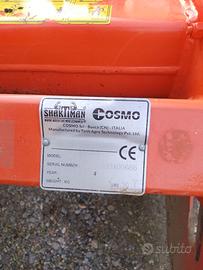 SHAKTIMAN COSMO
COSMO Srl - Busca (CN) - ITALIA
Manufactured by Tirth Agro Technology Pvt. Ltd.
MODEL
CE
SERIAL NUMBER
YEAR
WEIGHT KG
subito